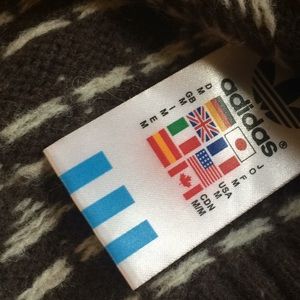 adidas ®
D M
GB M
I M
E M
J O
F M
USA M
CDN M/M